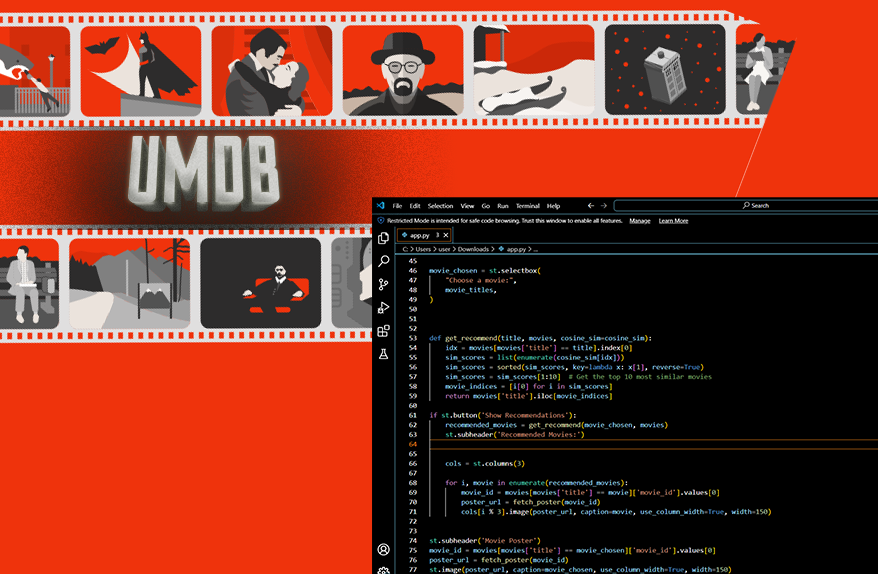 UMDB
File Edit Selection View Go Run Terminal Help
Search
Restricted Mode is intended for safe code browsing. Trust this window to enable all features. Manage Learn More
app.py 3 X
C: > Users > user > Downloads > app.py > ...
45
46 movie_chosen = st.selectbox(
47 "Choose a movie:",
48 movie_titles,
49 )
50
51
52
53 def get_recommend(title, movies, cosine_sim=cosine_sim):
54 idx = movies[movies['title'] == title].index[0]
55 sim_scores = list(enumerate(cosine_sim[idx]))
56 sim_scores = sorted(sim_scores, key=lambda x: x[1], reverse=True)
57 sim_scores = sim_scores[1:10] # Get the top 10 most similar movies
58 movie_indices = [i[0] for i in sim_scores]
59 return movies['title'].iloc[movie_indices]
60
61 if st.button('Show Recommendations'):
62 recommended_movies = get_recommend(movie_chosen, movies)
63 st.subheader('Recommended Movies:')
64
65
66 cols = st.columns(3)
67
68 for i, movie in enumerate(recommended_movies):
69 movie_id = movies[movies['title'] == movie]['movie_id'].values[0]
70 poster_url = fetch_poster(movie_id)
71 cols[i % 3].image(poster_url, caption=movie, use_column_width=True, width=150)
72
73
74 st.subheader('Movie Poster')
75 movie_id = movies[movies['title'] == movie_chosen]['movie_id'].values[0]
76 poster_url = fetch_poster(movie_id)
77 st.image(poster_url, caption=movie_chosen, use_column_width=True, width=150)